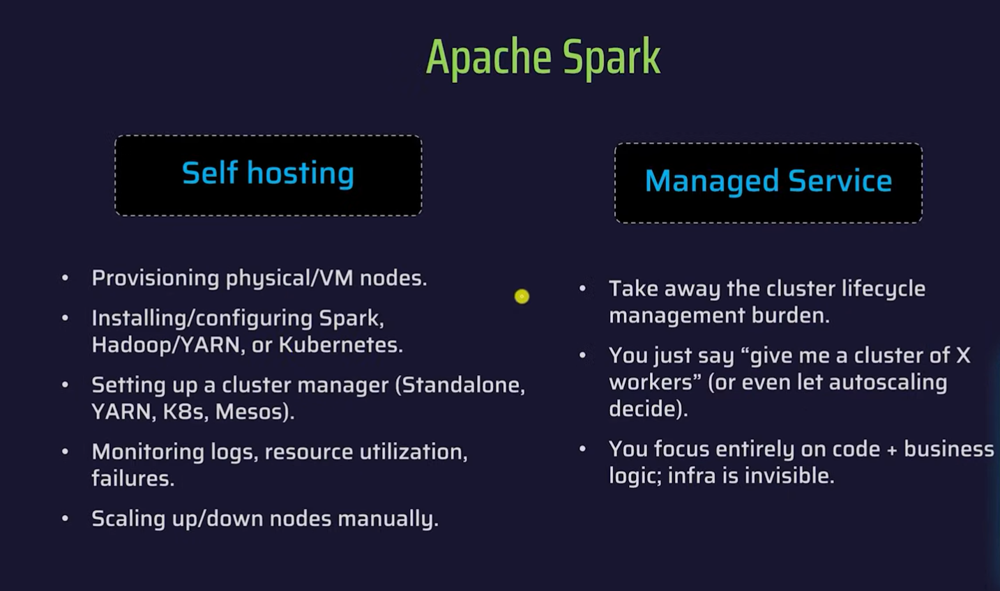 Apache Spark
Self hosting
• Provisioning physical/VM nodes.
• Installing/configuring Spark,
Hadoop/YARN, or Kubernetes.
• Setting up a cluster manager (Standalone,
YARN, K8s, Mesos).
• Monitoring logs, resource utilization,
failures.
• Scaling up/down nodes manually.
Managed Service
• Take away the cluster lifecycle
management burden.
• You just say “give me a cluster of X
workers” (or even let autoscaling
decide).
• You focus entirely on code + business
logic; infra is invisible.